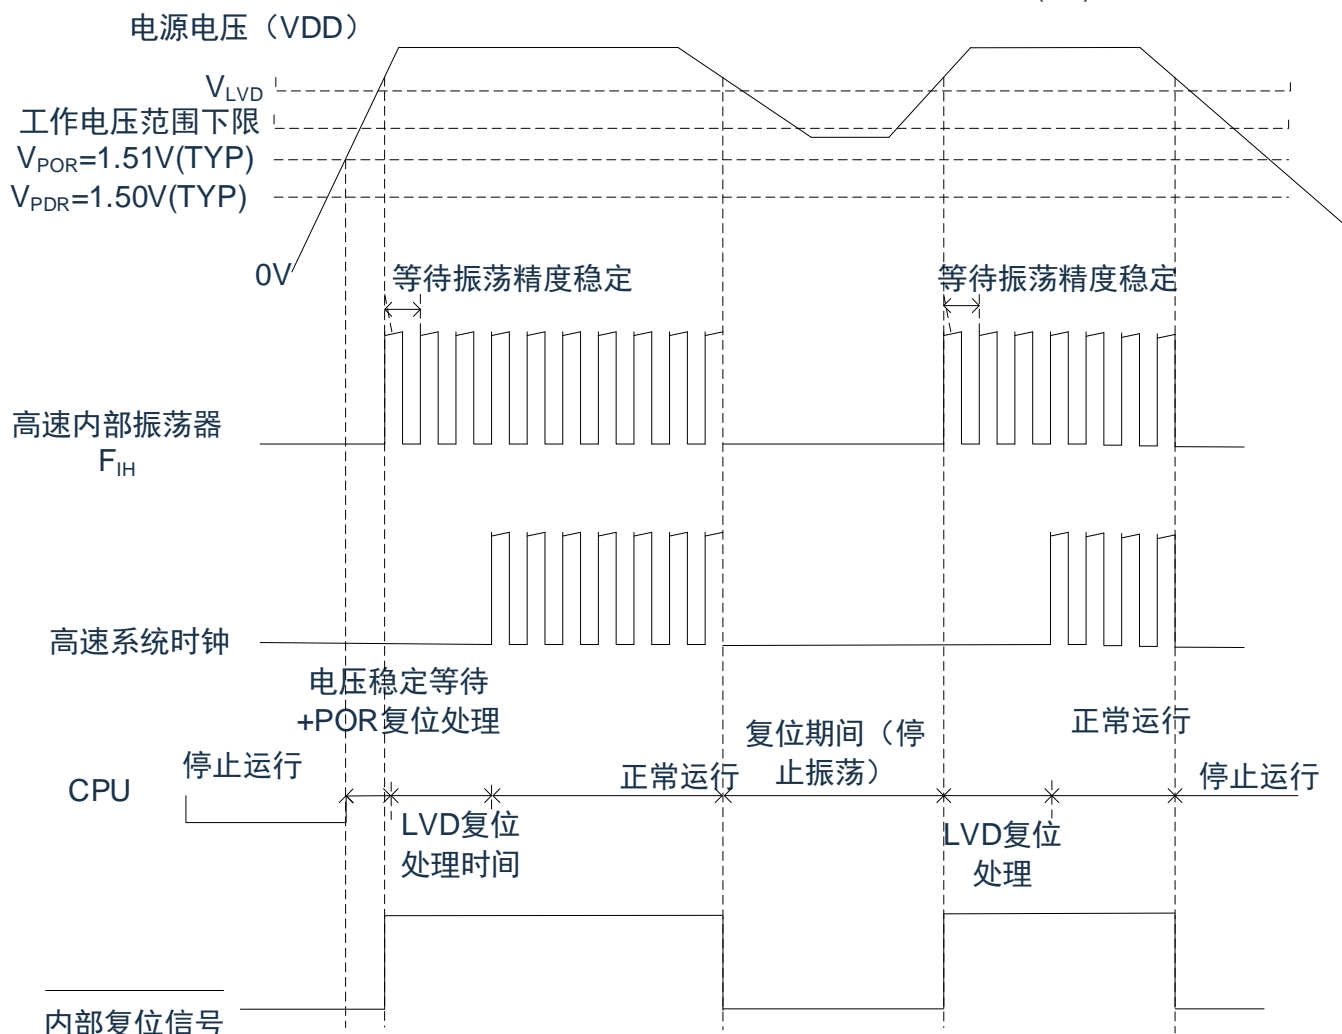 电源电压（VDD）
VLVD
工作电压范围下限
VPOR=1.51V(TYP)
VPDR=1.50V(TYP)
0V
等待振荡精度稳定
等待振荡精度稳定
高速内部振荡器
FIH
高速系统时钟
电压稳定等待
+POR复位处理
复位期间（停
止振荡）
正常运行
停止运行
正常运行
停止运行
CPU
LVD复位
处理时间
LVD复位
处理
内部复位信号